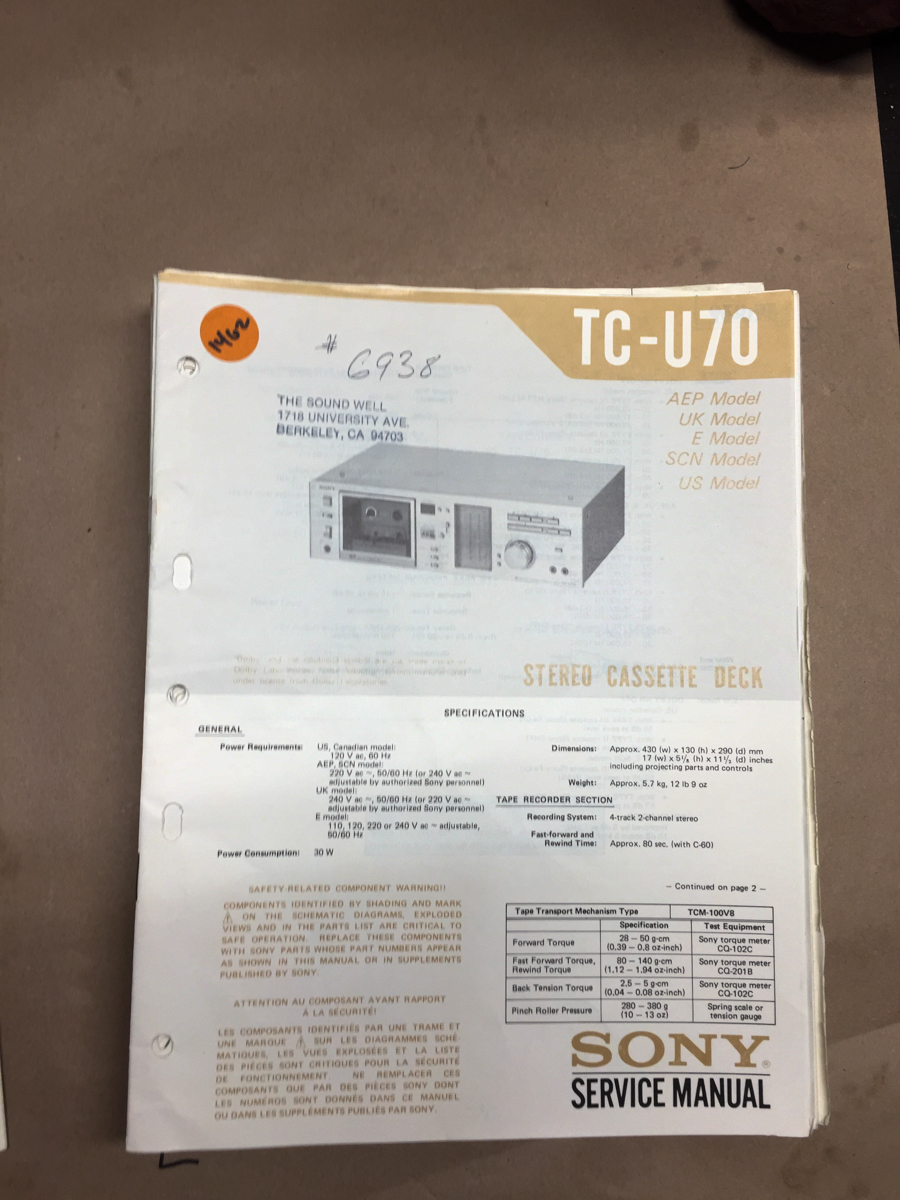 TC-U70
1462
# 6938
AEP Model
UK Model
E Model
SCN Model
US Model
THE SOUND WELL
1718 UNIVERSITY AVE.
BERKELEY, CA 94703
SONY
STEREO CASSETTE DECK
SPECIFICATIONS
GENERAL
Power Requirements: US, Canadian model:
120 V ac, 60 Hz
AEP, SCN model:
220 V ac ~, 50/60 Hz (or 240 V ac ~
adjustable by authorized Sony personnel)
UK model:
240 V ac ~, 50/60 Hz (or 220 V ac ~
adjustable by authorized Sony personnel)
E model:
110, 120, 220 or 240 V ac ~ adjustable,
50/60 Hz
Power Consumption: 30 W
Dimensions: Approx. 430 (w) x 130 (h) x 290 (d) mm
17 (w) x 5 1/8 (h) x 11 1/2 (d) inches
including projecting parts and controls
Weight: Approx. 5.7 kg, 12 lb 9 oz
TAPE RECORDER SECTION
Recording System: 4-track 2-channel stereo
Fast-forward and
Rewind Time: Approx. 80 sec. (with C-60)
— Continued on page 2 —
SAFETY-RELATED COMPONENT WARNING!!
COMPONENTS IDENTIFIED BY SHADING AND MARK
⚠ ON THE SCHEMATIC DIAGRAMS, EXPLODED
VIEWS AND IN THE PARTS LIST ARE CRITICAL TO
SAFE OPERATION. REPLACE THESE COMPONENTS
WITH SONY PARTS WHOSE PART NUMBERS APPEAR
AS SHOWN IN THIS MANUAL OR IN SUPPLEMENTS
PUBLISHED BY SONY.
ATTENTION AU COMPOSANT AYANT RAPPORT
À LA SÉCURITÉ!
LES COMPOSANTS IDENTIFIÉS PAR UNE TRAME ET
UNE MARQUE ⚠ SUR LES DIAGRAMMES SCHÉ-
MATIQUES, LES VUES EXPLOSÉES ET LA LISTE
DES PIÈCES SONT CRITIQUES POUR LA SÉCURITÉ
DE FONCTIONNEMENT NE REMPLACER CES
COMPOSANTS QUE PAR DES PIÈCES SONY DONT
LES NUMÉROS SONT DONNÉS DANS CE MANUEL
OU DANS LES SUPPLÉMENTS PUBLIÉS PAR SONY.
Tape Transport Mechanism Type TCM-100V8
Specification Test Equipment
Forward Torque 28 – 50 g·cm (0.39 – 0.8 oz-inch) Sony torque meter CQ-102C
Fast Forward Torque, Rewind Torque 80 – 140 g·cm (1.12 – 1.94 oz-inch) Sony torque meter CQ-201B
Back Tension Torque 2.5 – 5 g·cm (0.04 – 0.08 oz-inch) Sony torque meter CQ-102C
Pinch Roller Pressure 280 – 380 g (10 – 13 oz) Spring scale or tension gauge
SONY®
SERVICE MANUAL